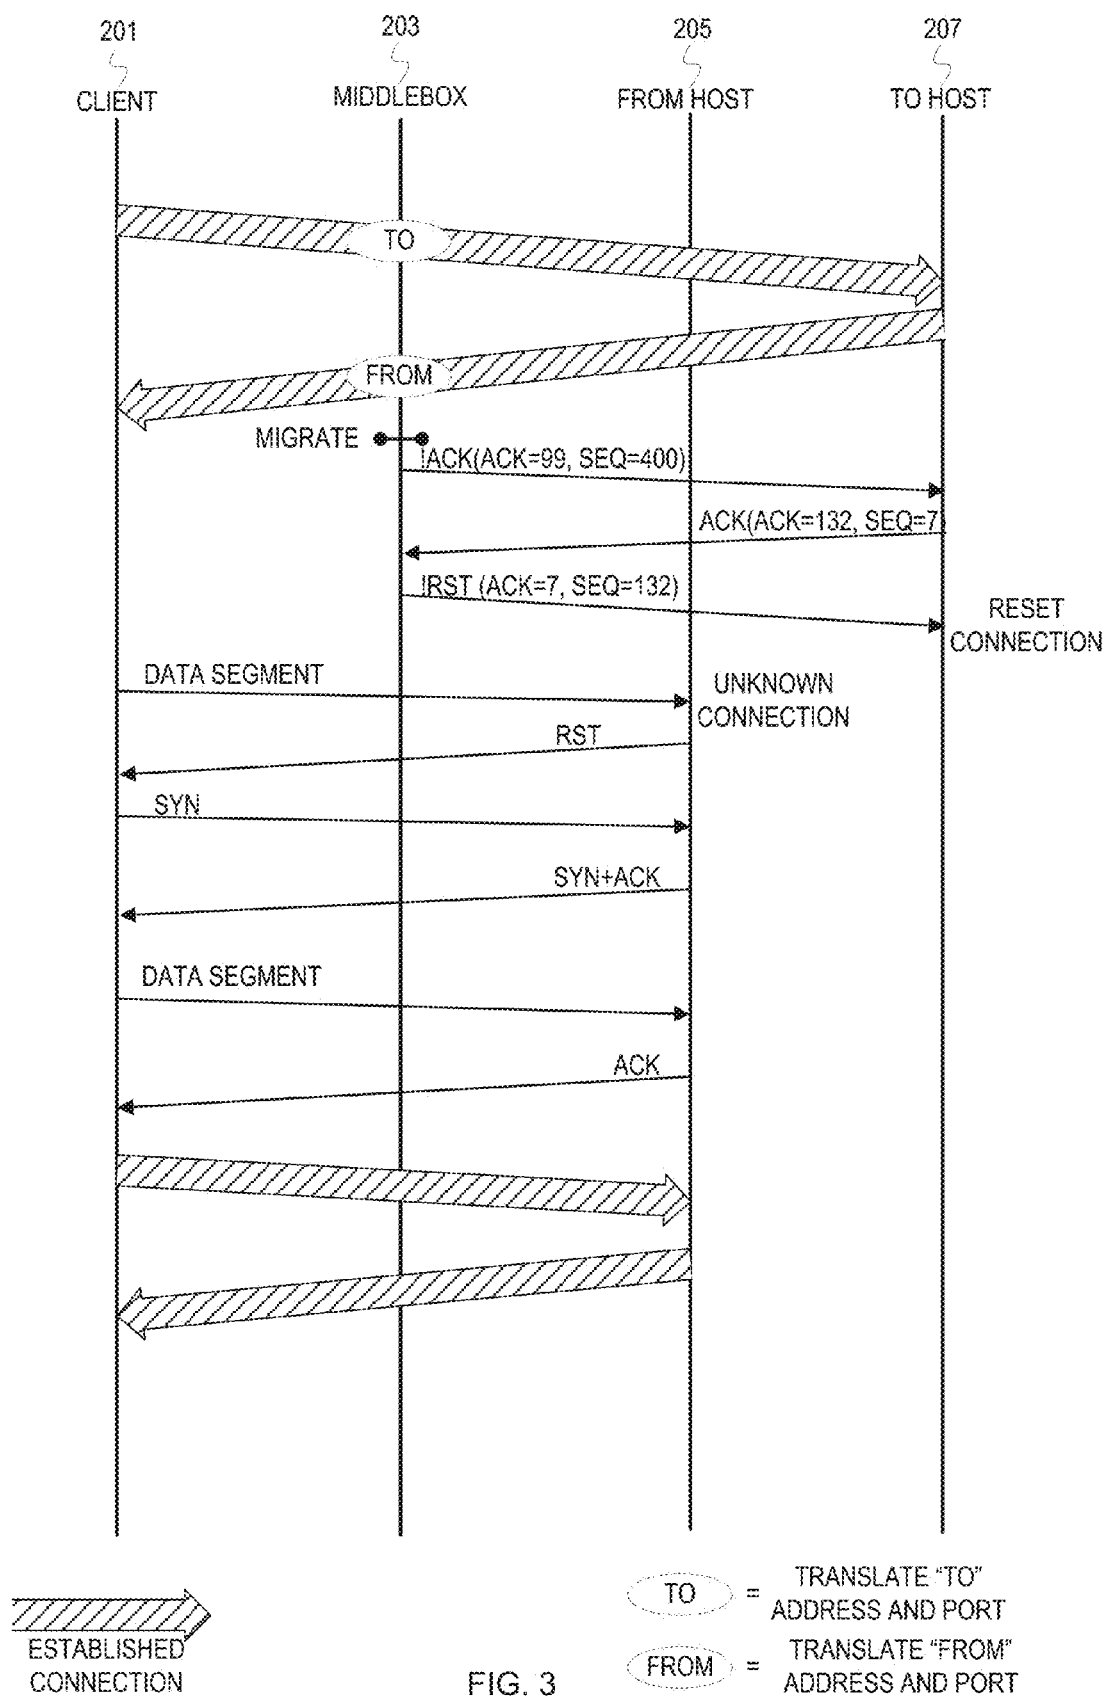 201
203
205
207
CLIENT
MIDDLEBOX
FROM HOST
TO HOST
TO
FROM
MIGRATE
!ACK(ACK=99, SEQ=400)
ACK(ACK=132, SEQ=7)
!RST (ACK=7, SEQ=132)
RESET
CONNECTION
DATA SEGMENT
UNKNOWN
CONNECTION
RST
SYN
SYN+ACK
DATA SEGMENT
ACK
ESTABLISHED
CONNECTION
TO = TRANSLATE "TO"
ADDRESS AND PORT
FROM = TRANSLATE "FROM"
ADDRESS AND PORT
FIG. 3